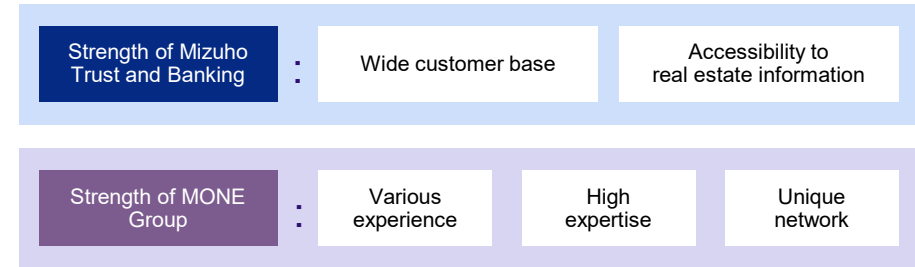 Strength of Mizuho
Trust and Banking
:
Wide customer base
Accessibility to
real estate information
Strength of MONE
Group
:
Various
experience
High
expertise
Unique
network